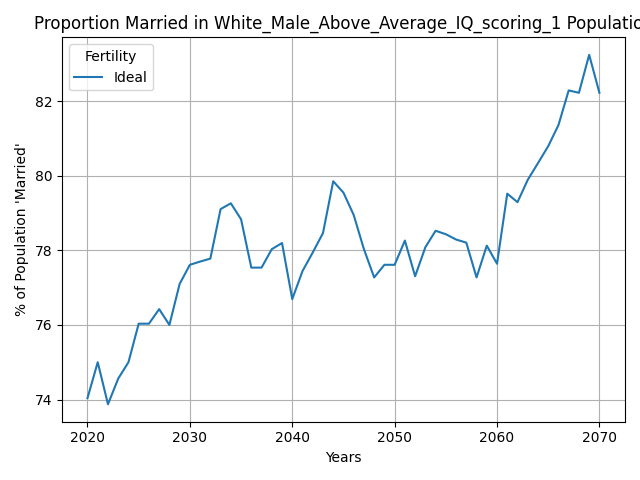 Proportion Married in White_Male_Above_Average_IQ_scoring_1 Populatio
Fertility
Ideal
% of Population 'Married'
82
80
78
76
74
2020 2030 2040 2050 2060 2070
Years